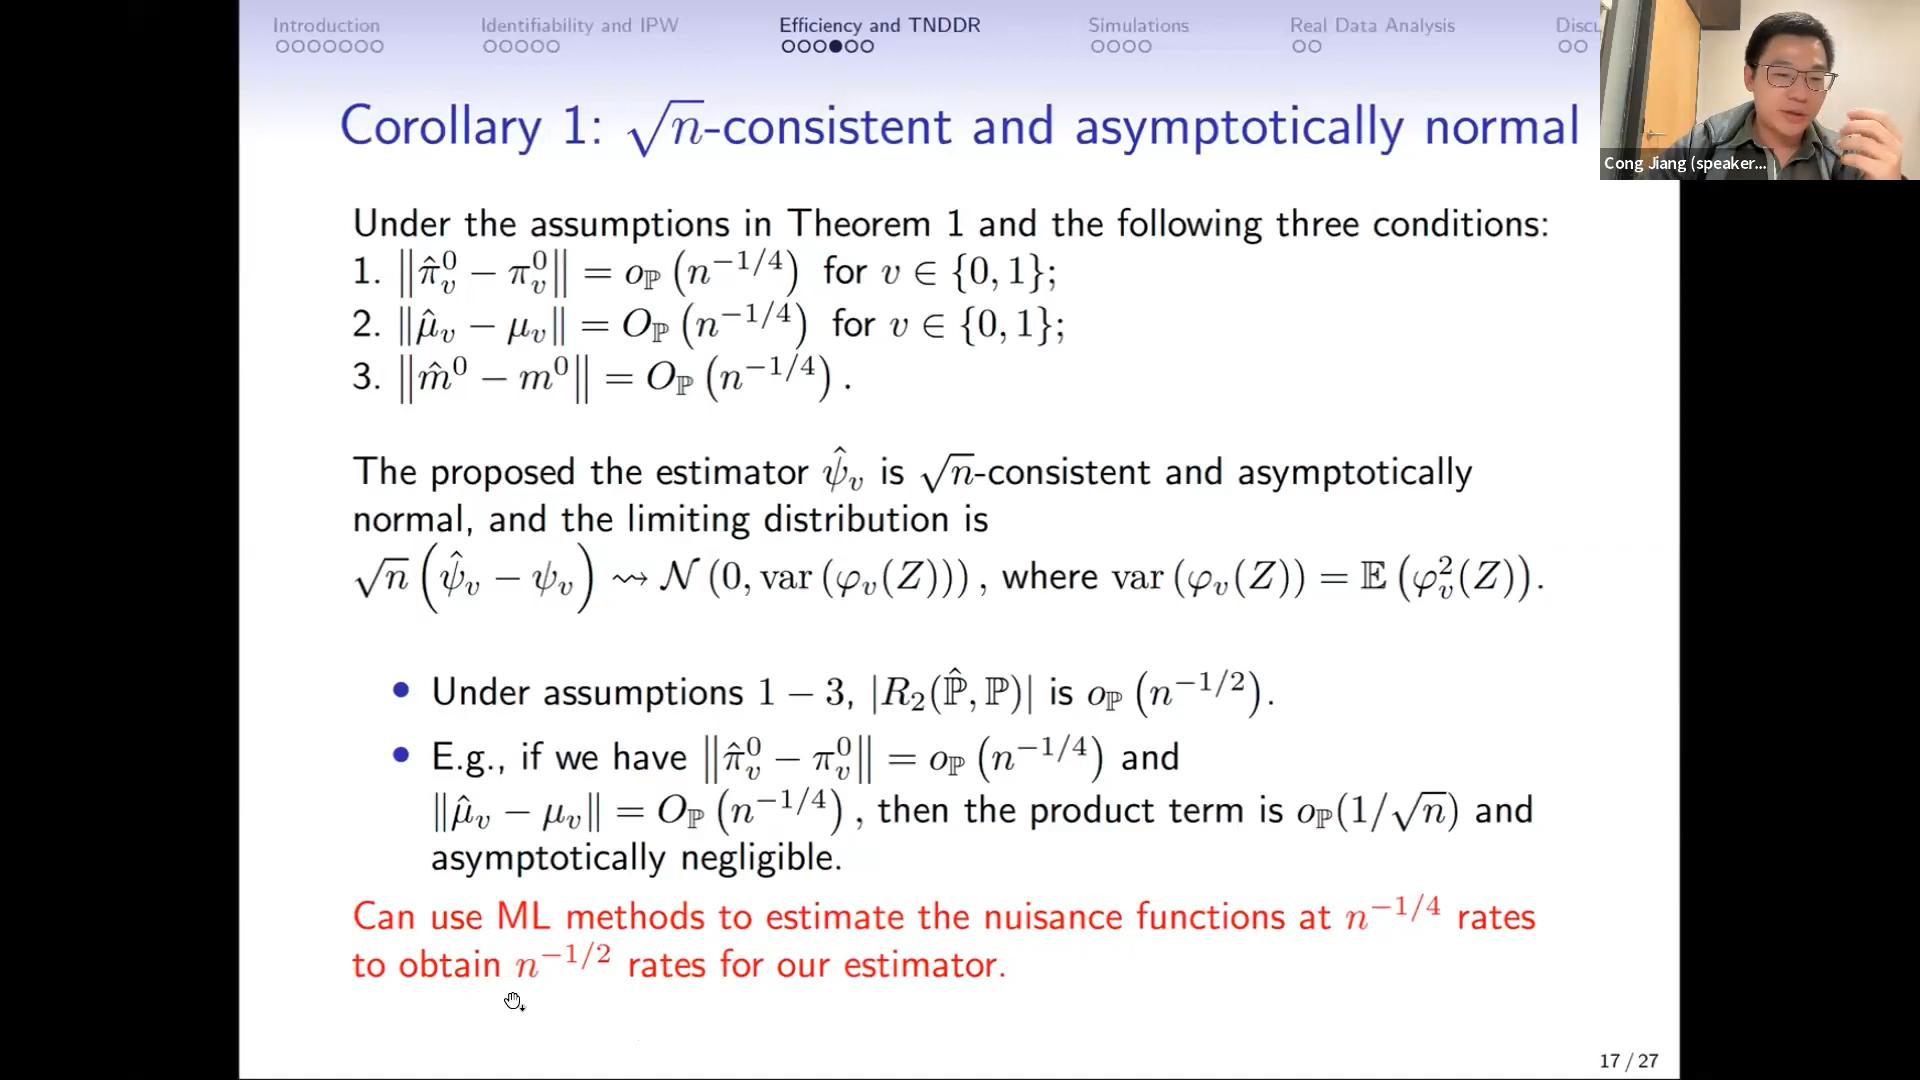 Introduction Identifiability and IPW Efficiency and TNDDR Simulations Real Data Analysis Discu
Corollary 1: √n-consistent and asymptotically normal
Cong Jiang (speaker...
Under the assumptions in Theorem 1 and the following three conditions:
1. ‖π̂⁰ᵥ − π⁰ᵥ‖ = o_ℙ (n^{−1/4}) for v ∈ {0, 1};
2. ‖μ̂ᵥ − μᵥ‖ = O_ℙ (n^{−1/4}) for v ∈ {0, 1};
3. ‖m̂⁰ − m⁰‖ = O_ℙ (n^{−1/4}) .
The proposed the estimator ψ̂ᵥ is √n-consistent and asymptotically
normal, and the limiting distribution is
√n (ψ̂ᵥ − ψᵥ) ⇝ 𝒩 (0, var (φᵥ(Z))) , where var (φᵥ(Z)) = 𝔼 (φ²ᵥ(Z)).
• Under assumptions 1 − 3, |R₂(ℙ̂, ℙ)| is o_ℙ (n^{−1/2}).
• E.g., if we have ‖π̂⁰ᵥ − π⁰ᵥ‖ = o_ℙ (n^{−1/4}) and
‖μ̂ᵥ − μᵥ‖ = O_ℙ (n^{−1/4}) , then the product term is o_ℙ(1/√n) and
asymptotically negligible.
Can use ML methods to estimate the nuisance functions at n^{−1/4} rates
to obtain n^{−1/2} rates for our estimator.
17 / 27